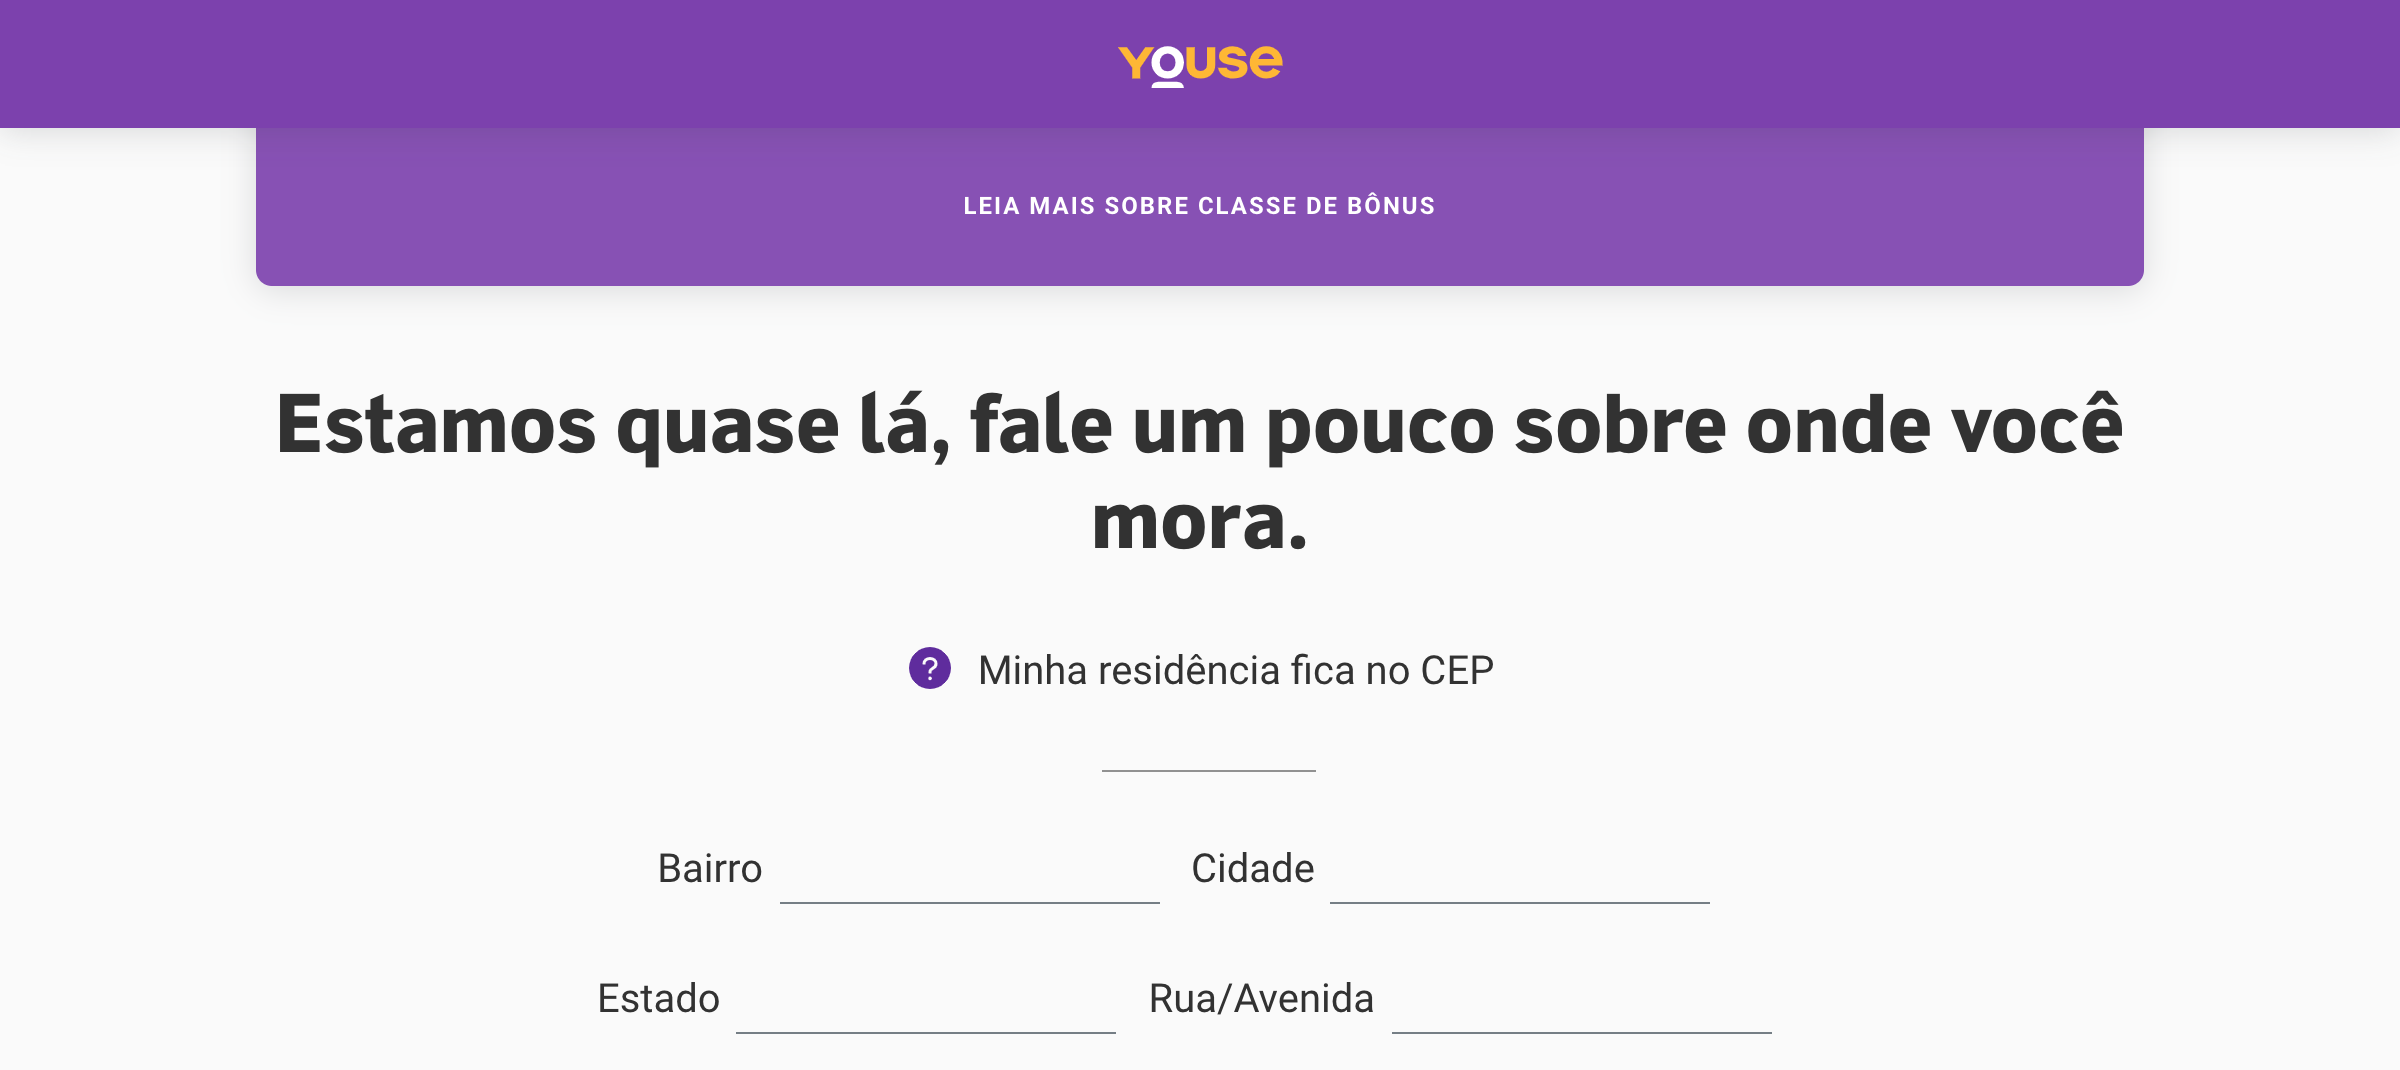 YOUSE
LEIA MAIS SOBRE CLASSE DE BÔNUS
Estamos quase lá, fale um pouco sobre onde você
mora.
? Minha residência fica no CEP
Bairro Cidade
Estado Rua/Avenida